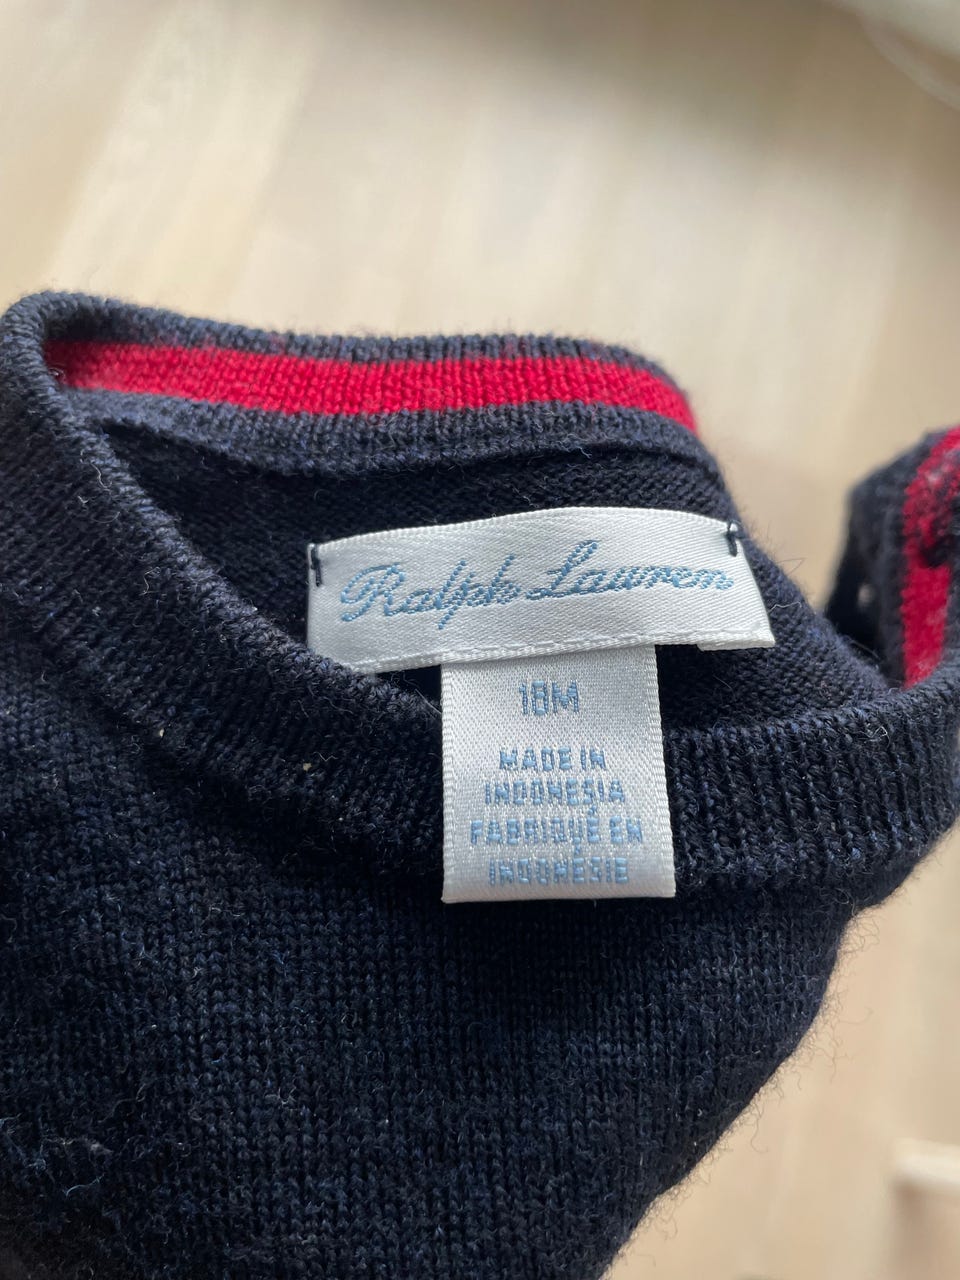 Ralph Lauren
18M
MADE IN
INDONESIA
FABRIQUÉ EN
INDONÉSIE